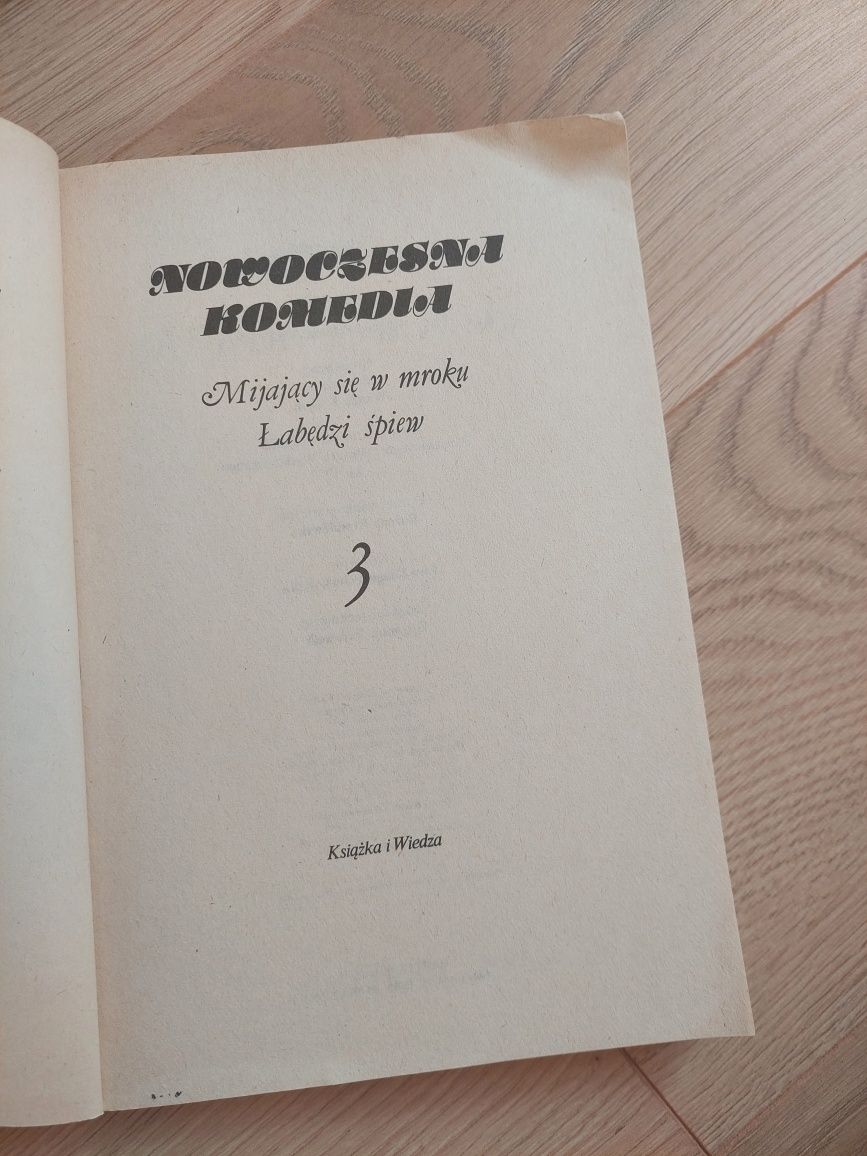 NOWOCZESNA
KOMEDIA
Mijający się w mroku
Łabędzi śpiew
3
Książka i Wiedza